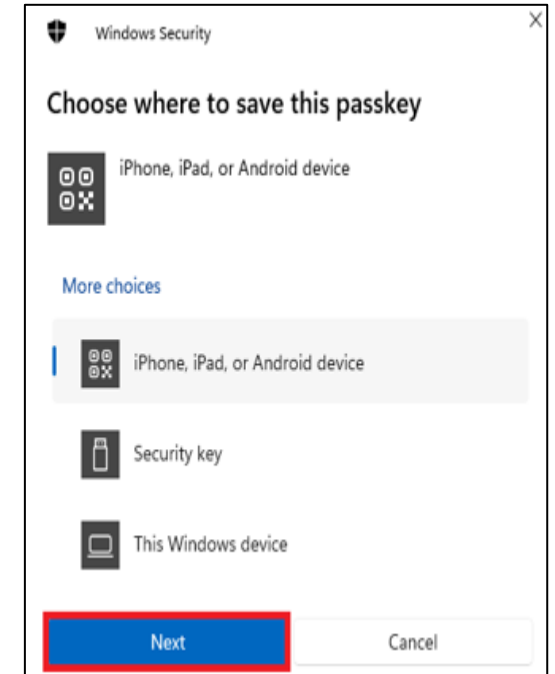 Windows Security
Choose where to save this passkey
iPhone, iPad, or Android device
More choices
iPhone, iPad, or Android device
Security key
This Windows device
Next
Cancel